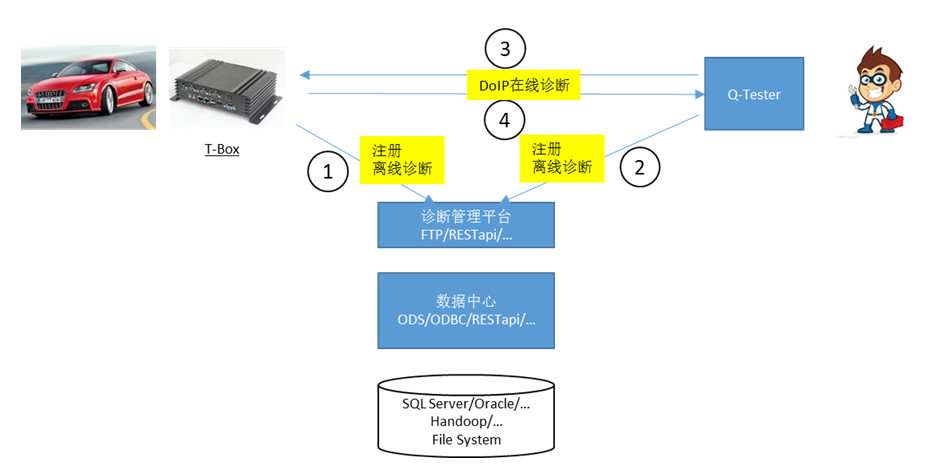 ③
DoIP在线诊断
④
Q-Tester
T-Box
①
注册
离线诊断
注册
离线诊断
②
诊断管理平台
FTP/RESTapi/...
数据中心
ODS/ODBC/RESTapi/...
SQL Server/Oracle/...
Handoop/...
File System